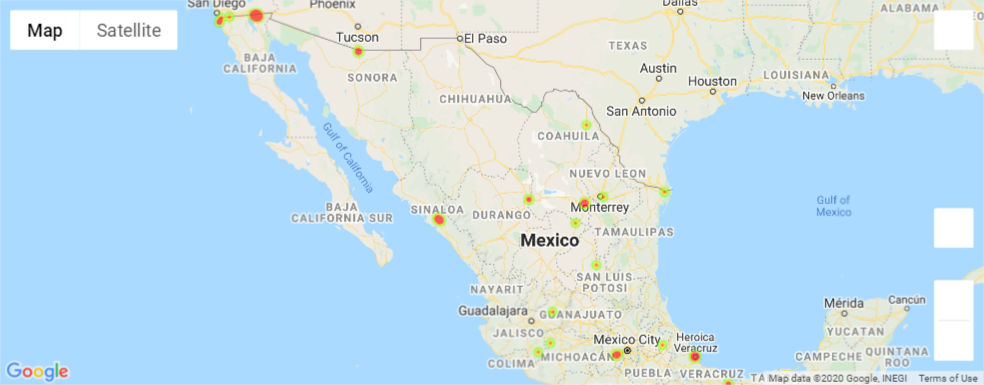 San Diego
Phoenix
Dallas
ALABAMA
Map
Satellite
Tucson
El Paso
TEXAS
BAJA
CALIFORNIA
SONORA
Austin
Houston
LOUISIANA
CHIHUAHUA
San Antonio
New Orleans
Gulf of California
COAHUILA
NUEVO LEON
BAJA
CALIFORNIA SUR
SINALOA
DURANGO
Monterrey
Gulf of
Mexico
Mexico
TAMAULIPAS
SAN LUIS
POTOSI
NAYARIT
Guadalajara
GUANAJUATO
Mérida
Cancún
JALISCO
Mexico City
Heroica
Veracruz
YUCATAN
COLIMA
MICHOACÁN
CAMPECHE
QUINTANA
ROO
PUEBLA
VERACRUZ
Google
Map data ©2020 Google, INEGI
Terms of Use